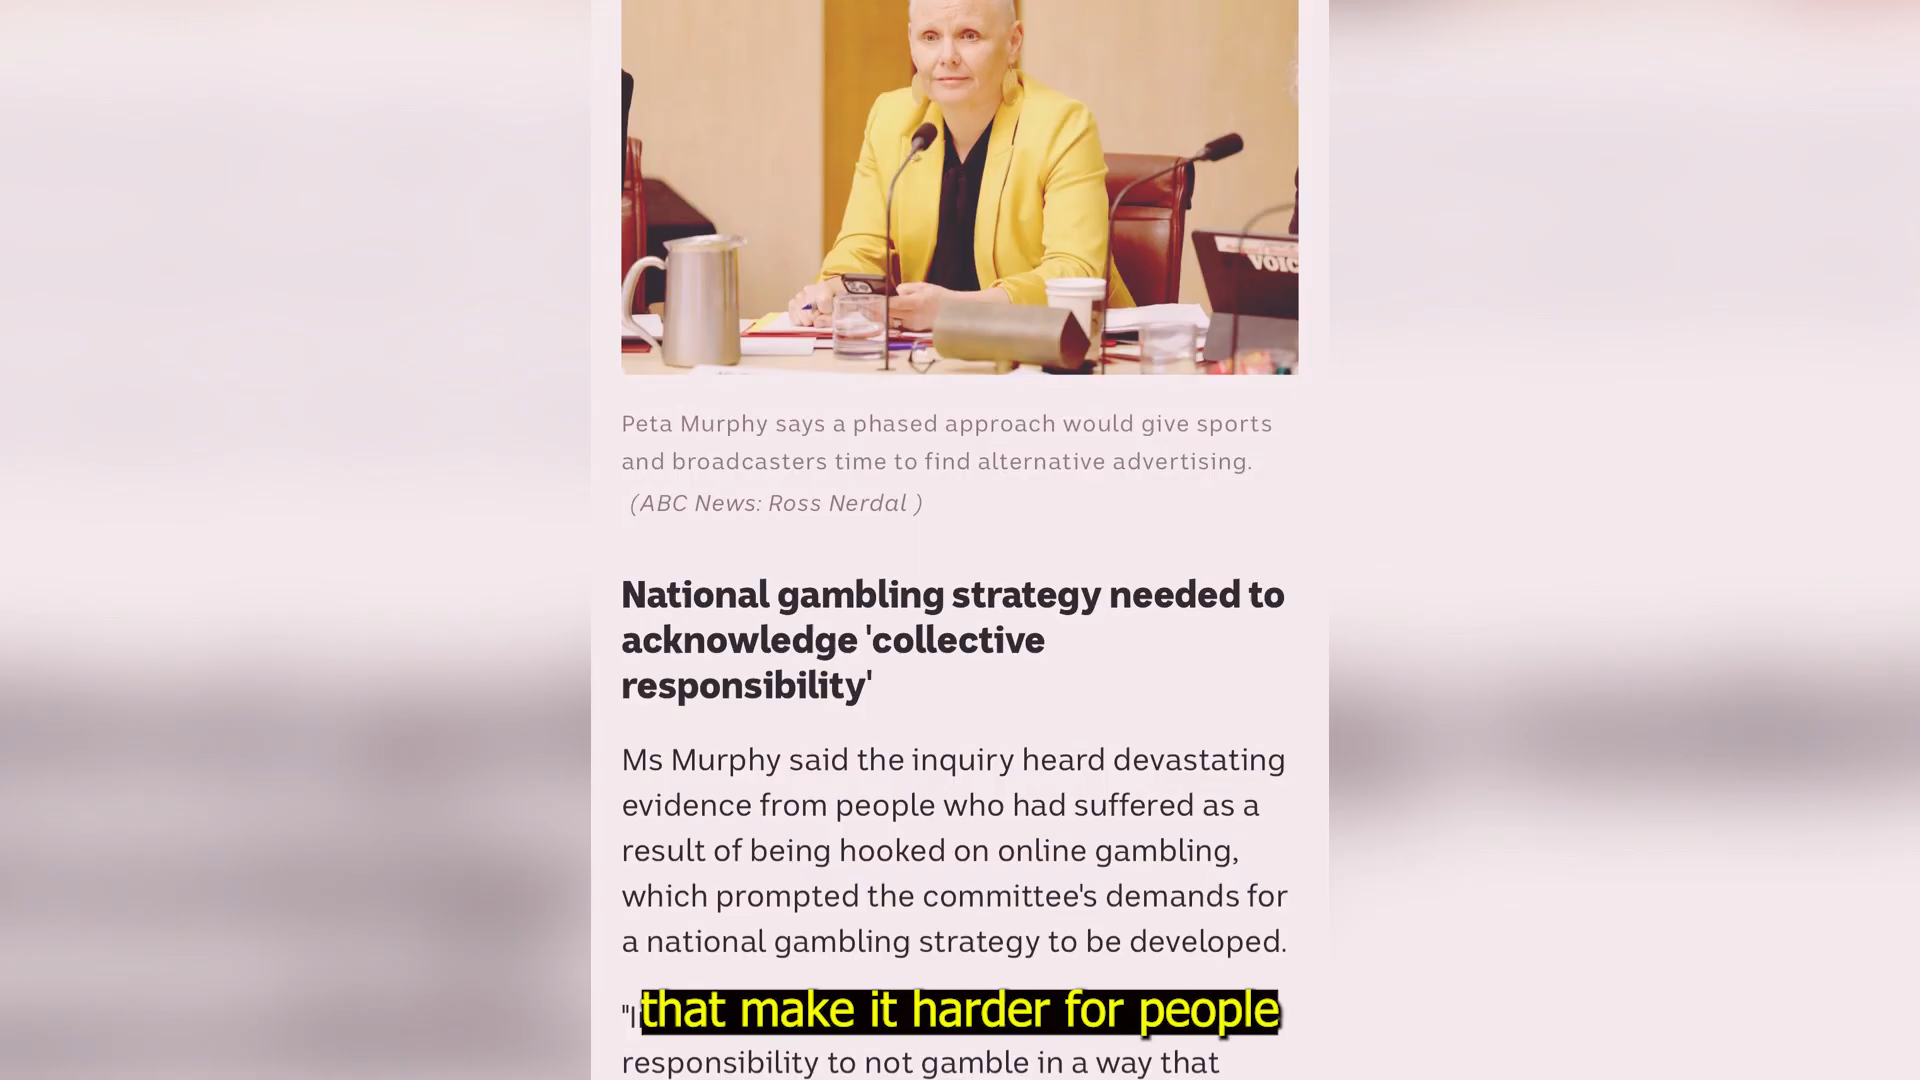 VOIC
Peta Murphy says a phased approach would give sports
and broadcasters time to find alternative advertising.
(ABC News: Ross Nerdal )
National gambling strategy needed to
acknowledge 'collective
responsibility'
Ms Murphy said the inquiry heard devastating
evidence from people who had suffered as a
result of being hooked on online gambling,
which prompted the committee's demands for
a national gambling strategy to be developed.
that make it harder for people
responsibility to not gamble in a way that